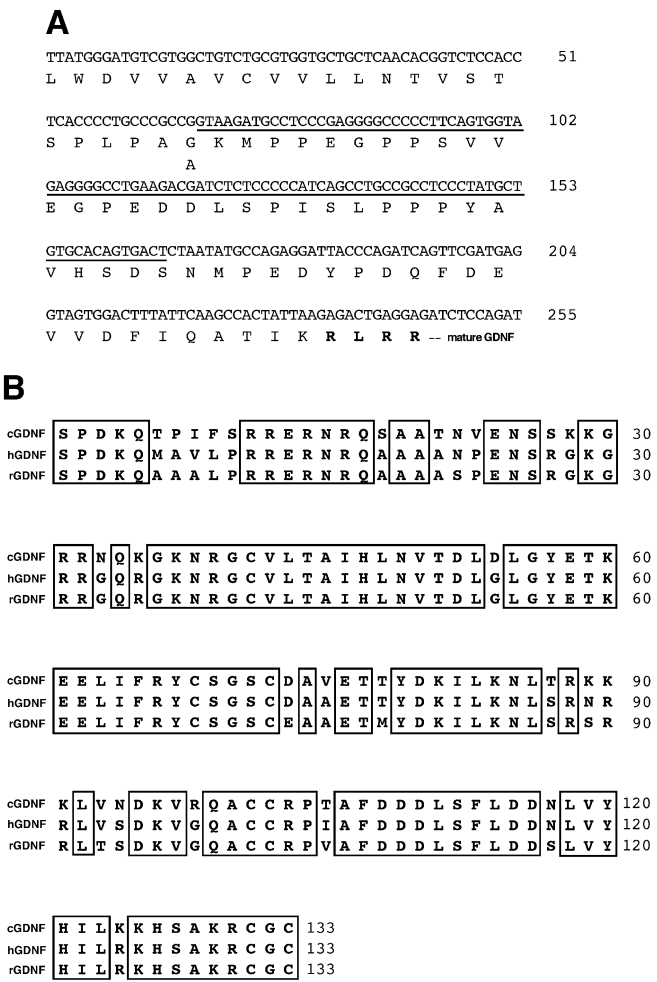 A
TTATGGGATGTCGTGGCTGTCTGCGTGGTGCTGCTCAACACGGTCTCCACC 51
L W D V V A V C V V L L N T V S T
TCACCCCTGCCCGCCGGTAAGATGCCTCCCGAGGGGCCCCCTTCAGTGGTA 102
S P L P A G K M P P E G P P S V V
A
GAGGGGCCTGAAGACGATCTCTCCCCCATCAGCCTGCCGCCTCCCTATGCT 153
E G P E D D L S P I S L P P P Y A
GTGCACAGTGACTCTAATATGCCAGAGGATTACCCAGATCAGTTCGATGAG 204
V H S D S N M P E D Y P D Q F D E
GTAGTGGACTTTATTCAAGCCACTATTAAGAGACTGAGGAGATCTCCAGAT 255
V V D F I Q A T I K R L R R -- mature GDNF
B
cGDNF S P D K Q T P I F S R R E R N R Q S A A T N V E N S S K K G 30
hGDNF S P D K Q M A V L P R R E R N R Q A A A A N P E N S R G K G 30
rGDNF S P D K Q A A A L P R R E R N R Q A A A A S P E N S R G K G 30
cGDNF R R N Q K G K N R G C V L T A I H L N V T D L D L G Y E T K 60
hGDNF R R G Q R G K N R G C V L T A I H L N V T D L G L G Y E T K 60
rGDNF R R G Q R G K N R G C V L T A I H L N V T D L G L G Y E T K 60
cGDNF E E L I F R Y C S G S C D A V E T T Y D K I L K N L T R K K 90
hGDNF E E L I F R Y C S G S C D A A E T T Y D K I L K N L S R N R 90
rGDNF E E L I F R Y C S G S C E A A E T M Y D K I L K N L S R S R 90
cGDNF K L V N D K V R Q A C C R P T A F D D D L S F L D D N L V Y 120
hGDNF R L V S D K V G Q A C C R P I A F D D D L S F L D D N L V Y 120
rGDNF R L T S D K V G Q A C C R P V A F D D D L S F L D D S L V Y 120
cGDNF H I L K K H S A K R C G C 133
hGDNF H I L R K H S A K R C G C 133
rGDNF H I L R K H S A K R C G C 133